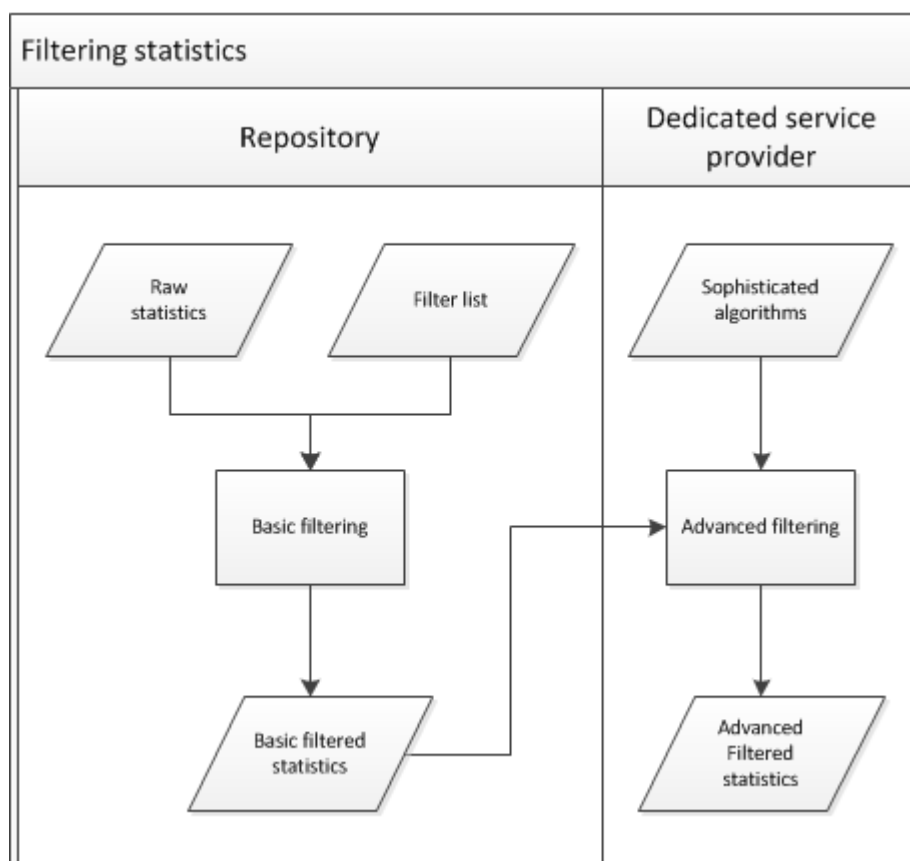 Filtering statistics
Repository
Dedicated service
provider
Raw
statistics
Filter list
Sophisticated
algorithms
Basic filtering
Advanced filtering
Basic filtered
statistics
Advanced
Filtered
statistics